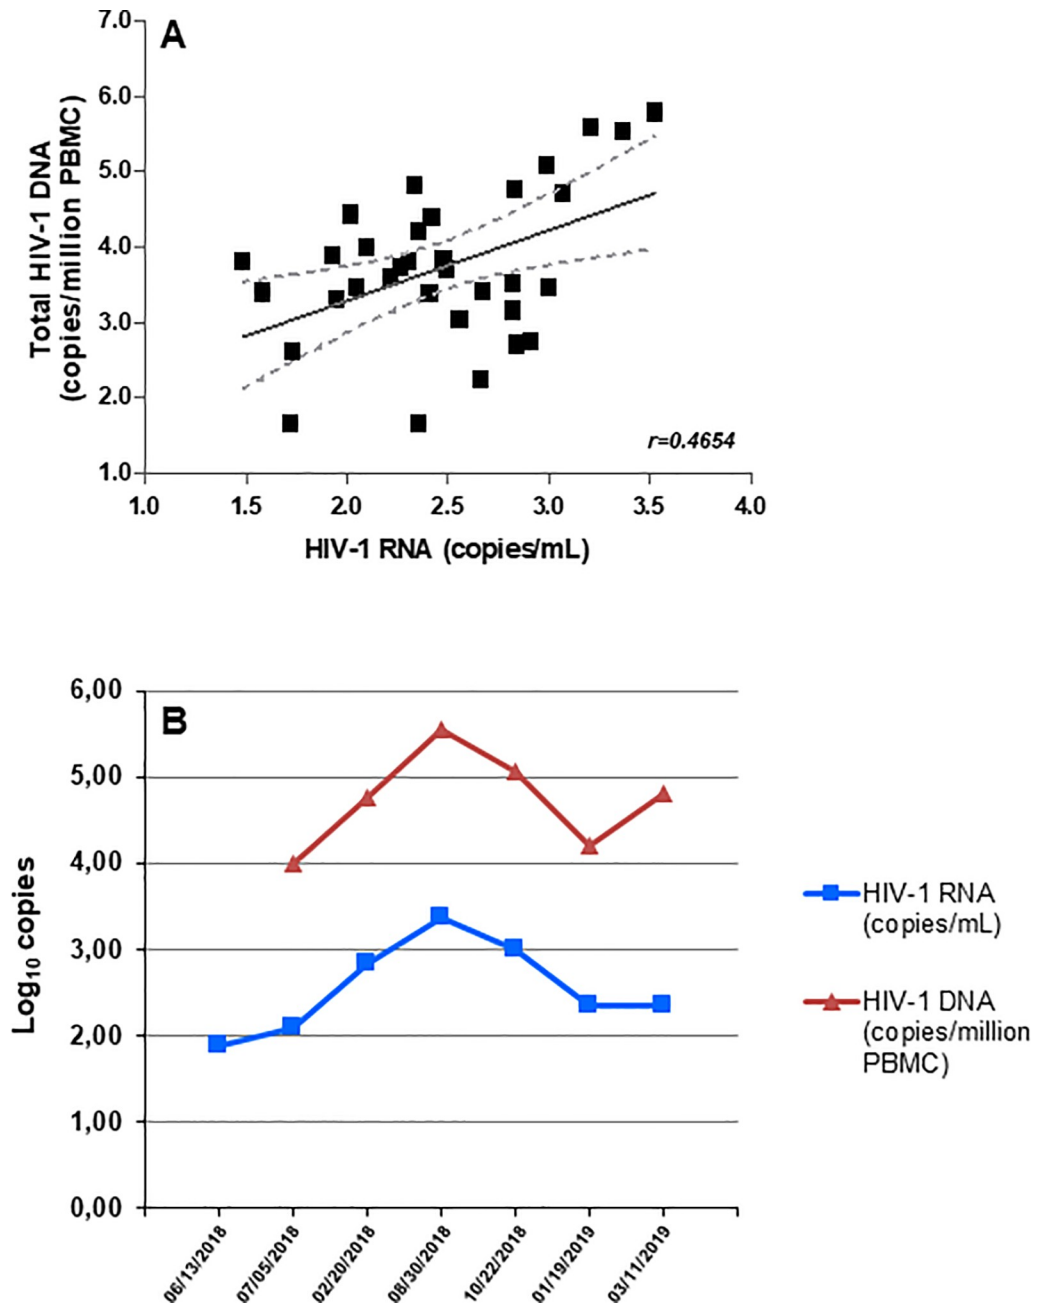 A
7.0
6.0
5.0
4.0
3.0
2.0
1.0
Total HIV-1 DNA
(copies/million PBMC)
r=0.4654
1.0 1.5 2.0 2.5 3.0 3.5 4.0
HIV-1 RNA (copies/mL)
B
6,00
5,00
4,00
3,00
2,00
1,00
0,00
Log10 copies
HIV-1 RNA
(copies/mL)
HIV-1 DNA
(copies/million
PBMC)
06/13/2018
07/05/2018
02/20/2018
08/30/2018
10/22/2018
01/19/2019
03/11/2019